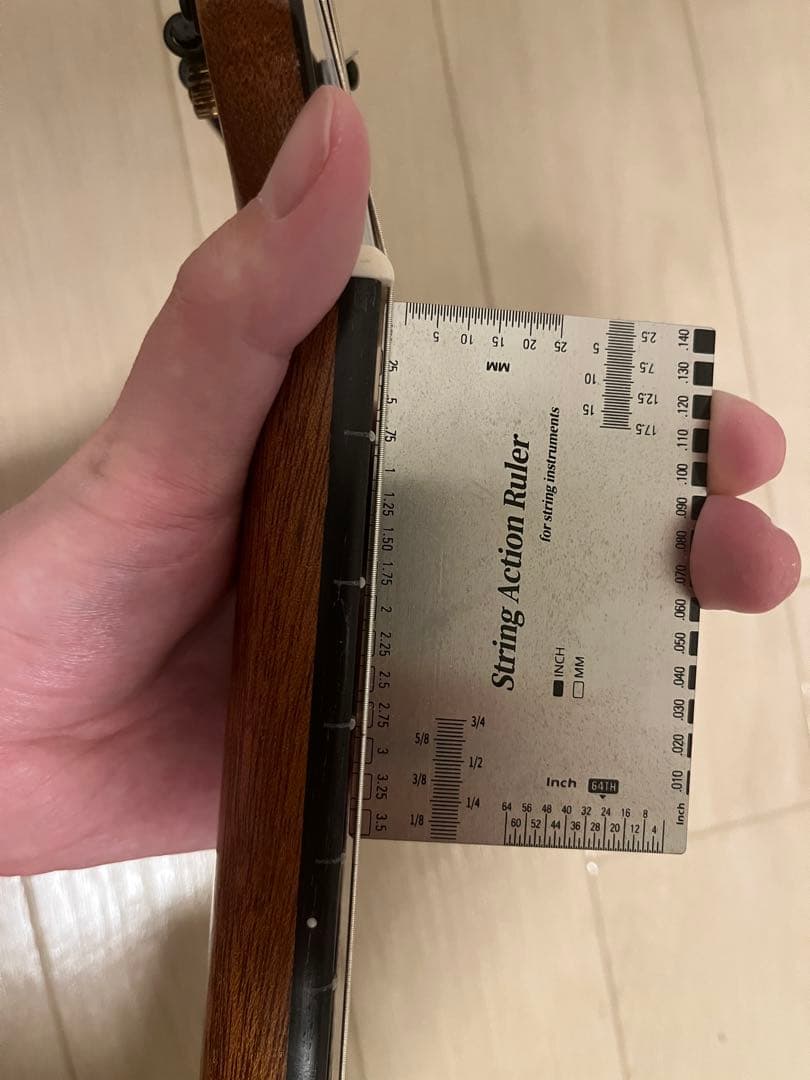 String Action Ruler
for string instruments
INCH
MM
MM
5 10 15 20 25
5 10 15
2.5 7.5 12.5 17.5
.140 .130 .120 .110 .100 .090 .080 .070 .060 .050 .040 .030 .020 .010 Inch
25 .5 .75 1 1.25 1.50 1.75 2 2.25 2.5 2.75 3 3.25 3.5
3/4
5/8
1/2
3/8
1/4
1/8
Inch 64TH
64 56 48 40 32 24 16 8
60 52 44 36 28 20 12 4